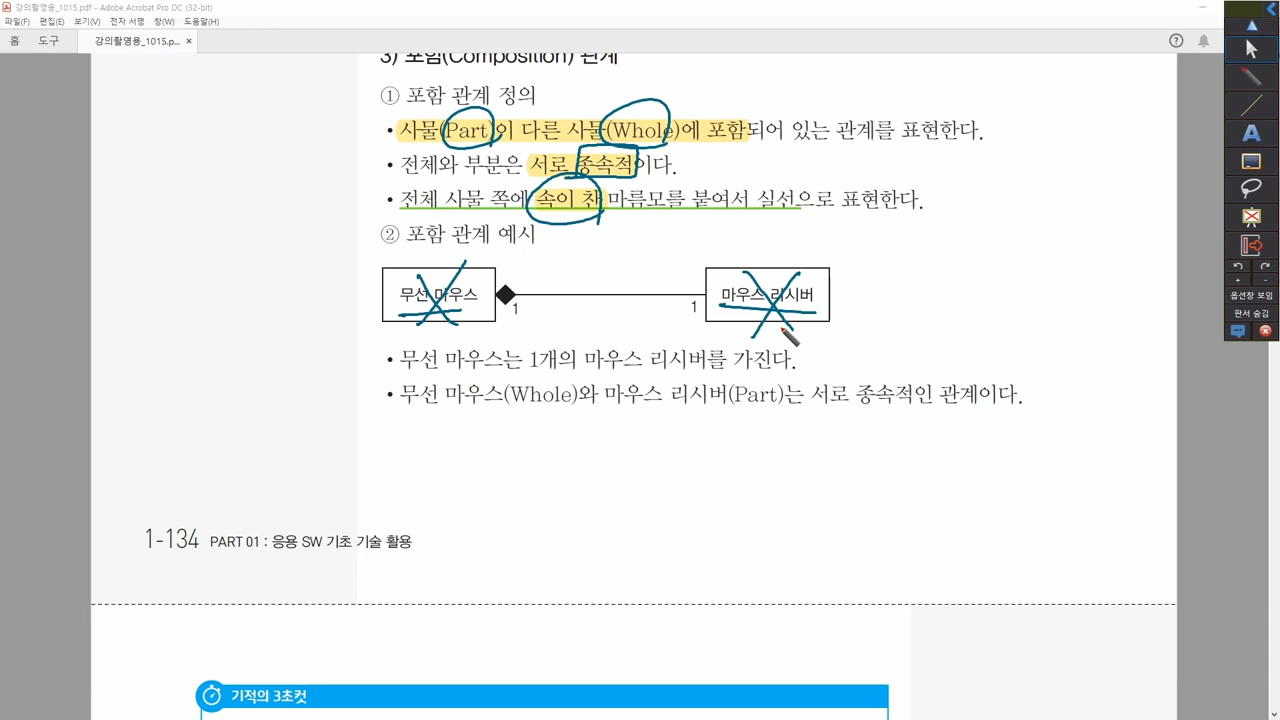 강의촬영용_1015.pdf - Adobe Acrobat Pro DC (32-bit)
파일(F) 편집(E) 보기(V) 전자 서명 창(W) 도움말(H)
홈 도구 강의촬영용_1015.p... ×
3) 포함(Composition) 관계
① 포함 관계 정의
• 사물(Part)이 다른 사물(Whole)에 포함되어 있는 관계를 표현한다.
• 전체와 부분은 서로 종속적이다.
• 전체 사물 쪽에 속이 찬 마름모를 붙여서 실선으로 표현한다.
② 포함 관계 예시
무선 마우스 1 1 마우스 리시버
• 무선 마우스는 1개의 마우스 리시버를 가진다.
• 무선 마우스(Whole)와 마우스 리시버(Part)는 서로 종속적인 관계이다.
1-134 PART 01 : 응용 SW 기초 기술 활용
기적의 3초컷
A
+ -
옵션창 보임
판서 숨김